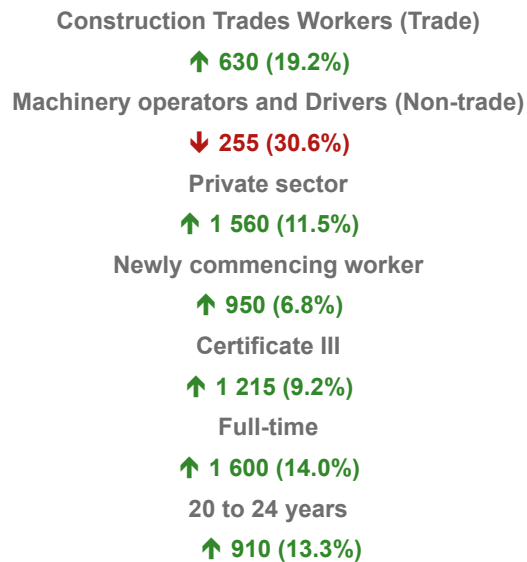 Construction Trades Workers (Trade)
↑ 630 (19.2%)
Machinery operators and Drivers (Non-trade)
↓ 255 (30.6%)
Private sector
↑ 1 560 (11.5%)
Newly commencing worker
↑ 950 (6.8%)
Certificate III
↑ 1 215 (9.2%)
Full-time
↑ 1 600 (14.0%)
20 to 24 years
↑ 910 (13.3%)